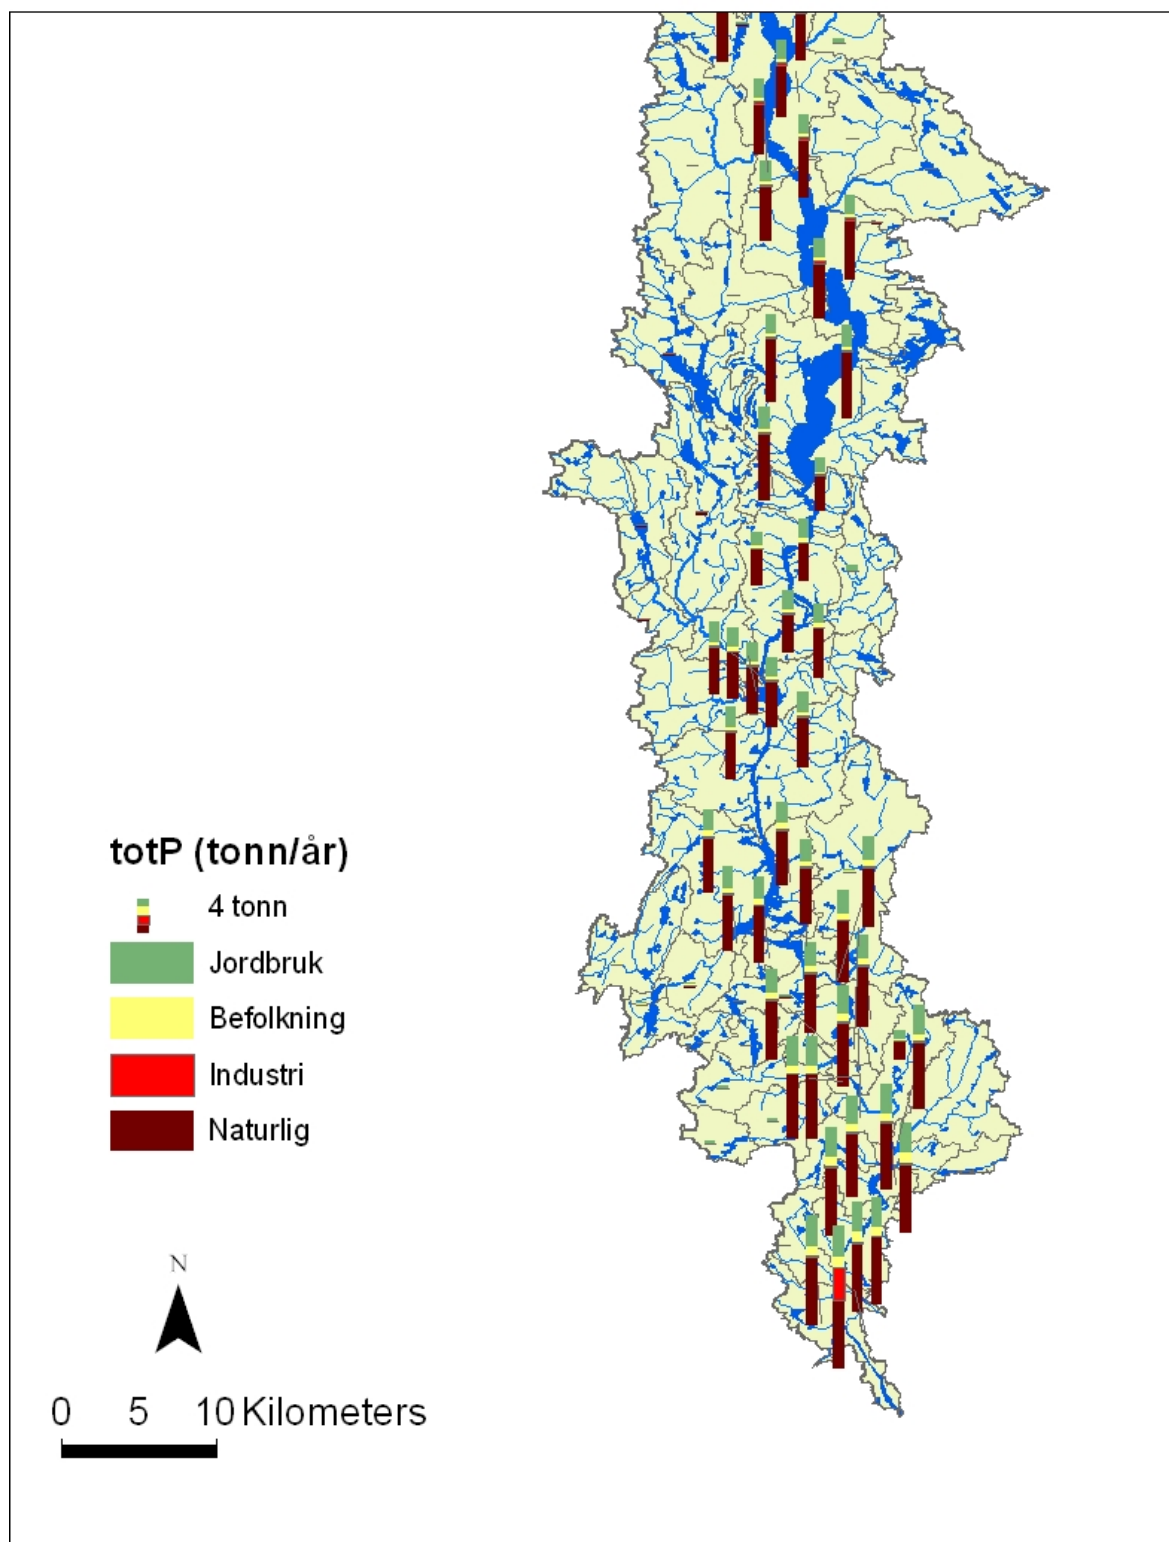 totP (tonn/år)
4 tonn
Jordbruk
Befolkning
Industri
Naturlig
N
0 5 10 Kilometers